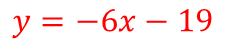 y = −6x − 19